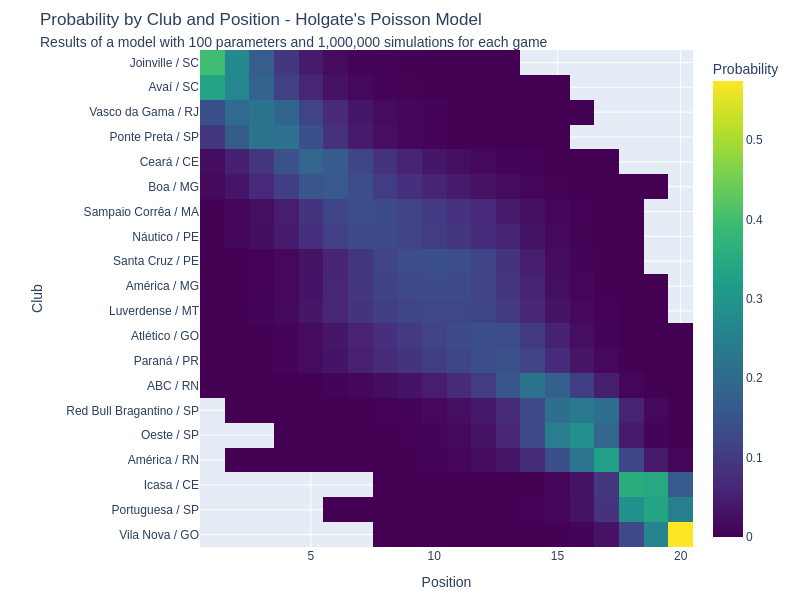 Probability by Club and Position - Holgate's Poisson Model
Results of a model with 100 parameters and 1,000,000 simulations for each game
Probability
Joinville / SC
Avaí / SC
Vasco da Gama / RJ
Ponte Preta / SP
Ceará / CE
Boa / MG
Sampaio Corrêa / MA
Náutico / PE
Santa Cruz / PE
América / MG
Luverdense / MT
Atlético / GO
Paraná / PR
ABC / RN
Red Bull Bragantino / SP
Oeste / SP
América / RN
Icasa / CE
Portuguesa / SP
Vila Nova / GO
Club
5 10 15 20
Position
0.5
0.4
0.3
0.2
0.1
0